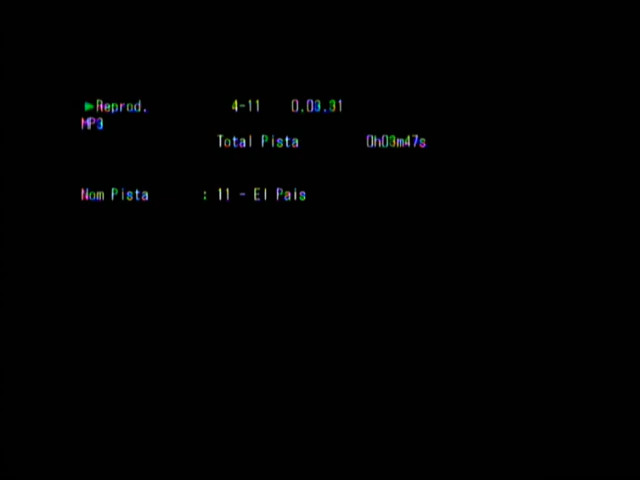 ►Reprod. 4-11 0.03.31
MP3
Total Pista 0h03m47s
Nom Pista : 11 - El Pais